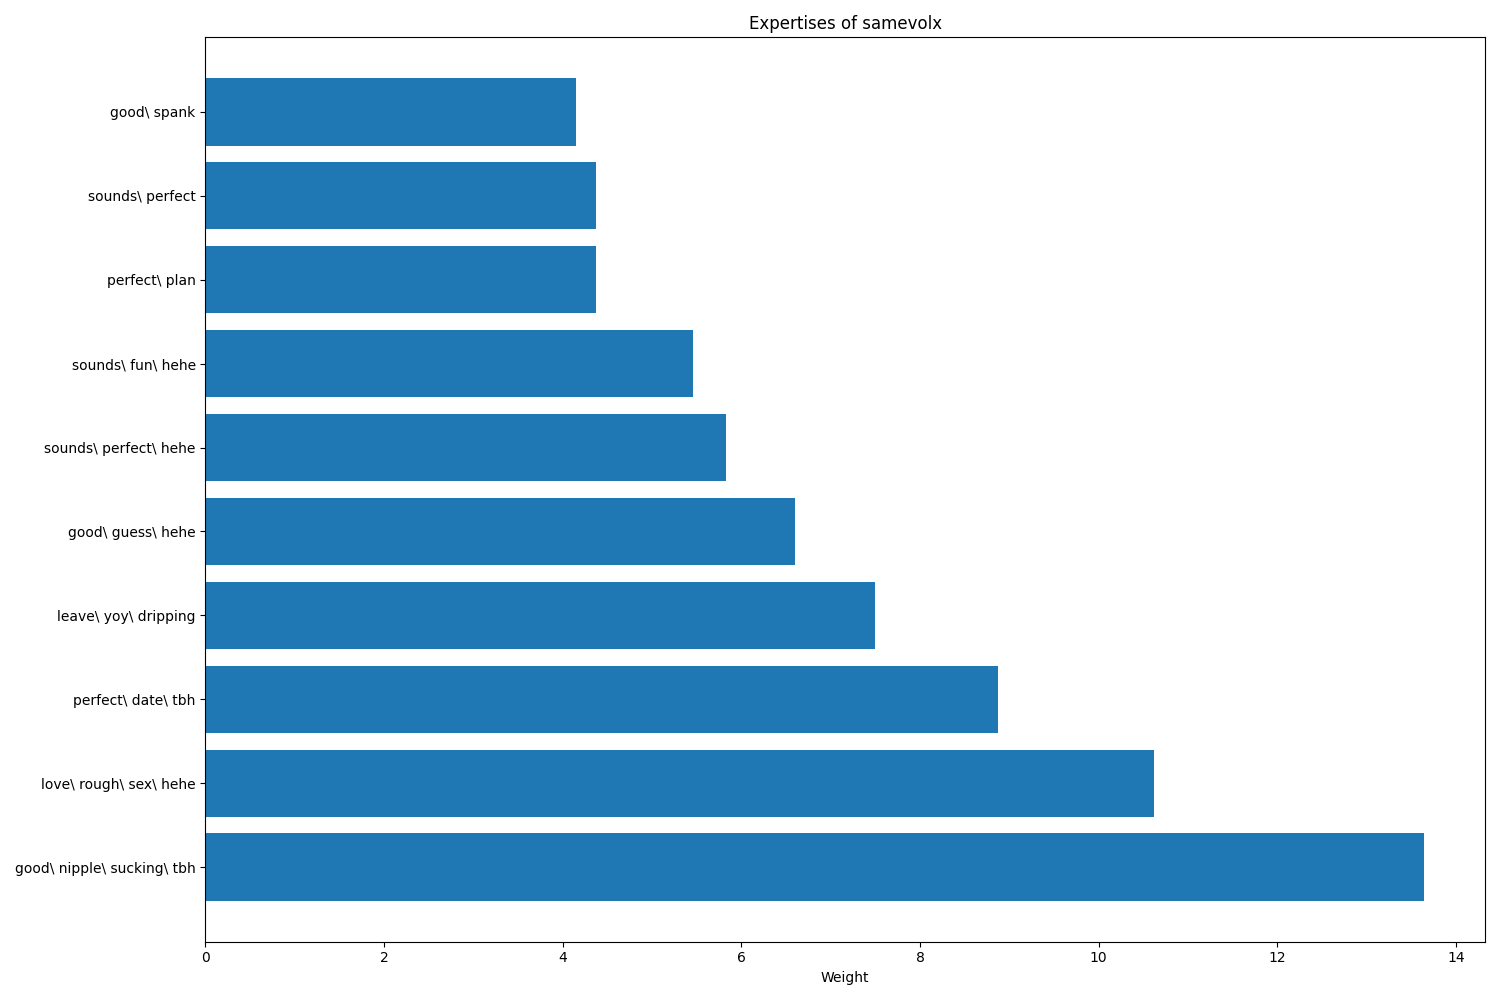 Expertises of samevolx
good\ spank
sounds\ perfect
perfect\ plan
sounds\ fun\ hehe
sounds\ perfect\ hehe
good\ guess\ hehe
leave\ yoy\ dripping
perfect\ date\ tbh
love\ rough\ sex\ hehe
good\ nipple\ sucking\ tbh
0 2 4 6 8 10 12 14
Weight